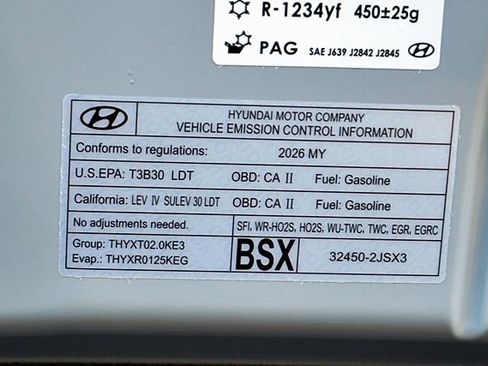 R-1234yf 450±25g
PAG SAE J639 J2842 J2845
HYUNDAI MOTOR COMPANY
VEHICLE EMISSION CONTROL INFORMATION
Conforms to regulations: 2026 MY
U.S.EPA: T3B30 LDT OBD: CA II Fuel: Gasoline
California: LEV IV SULEV 30 LDT OBD: CA II Fuel: Gasoline
No adjustments needed. SFI, WR-HO2S, HO2S, WU-TWC, TWC, EGR, EGRC
Group: THYXT02.0KE3
Evap.: THYXR0125KEG
BSX 32450-2JSX3